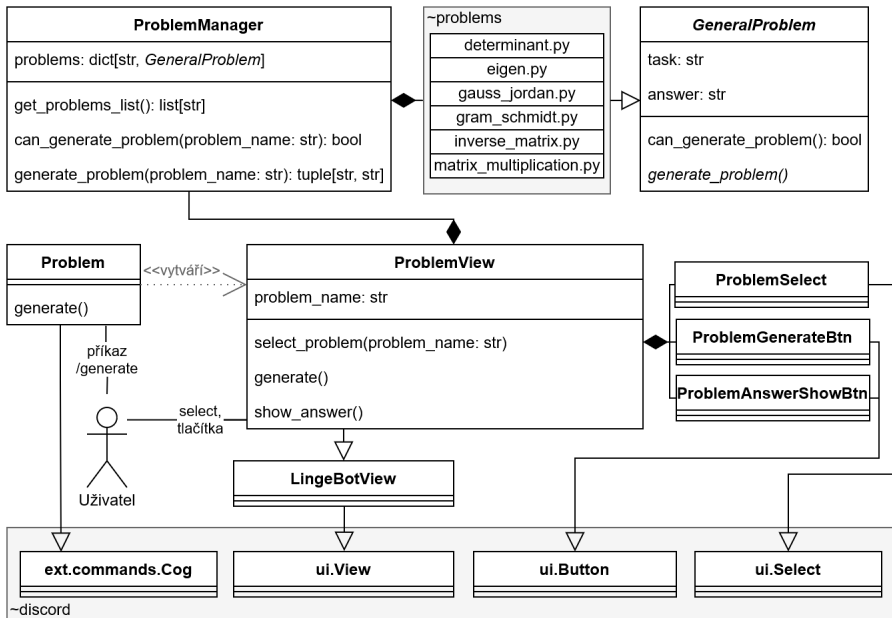 ProblemManager
problems: dict[str, GeneralProblem]
get_problems_list(): list[str]
can_generate_problem(problem_name: str): bool
generate_problem(problem_name: str): tuple[str, str]
~problems
determinant.py
eigen.py
gauss_jordan.py
gram_schmidt.py
inverse_matrix.py
matrix_multiplication.py
GeneralProblem
task: str
answer: str
can_generate_problem(): bool
generate_problem()
Problem
generate()
<<vytváří>>
ProblemView
problem_name: str
select_problem(problem_name: str)
generate()
show_answer()
ProblemSelect
ProblemGenerateBtn
ProblemAnswerShowBtn
příkaz
/generate
select,
tlačítka
Uživatel
LingeBotView
ext.commands.Cog
ui.View
ui.Button
ui.Select
~discord